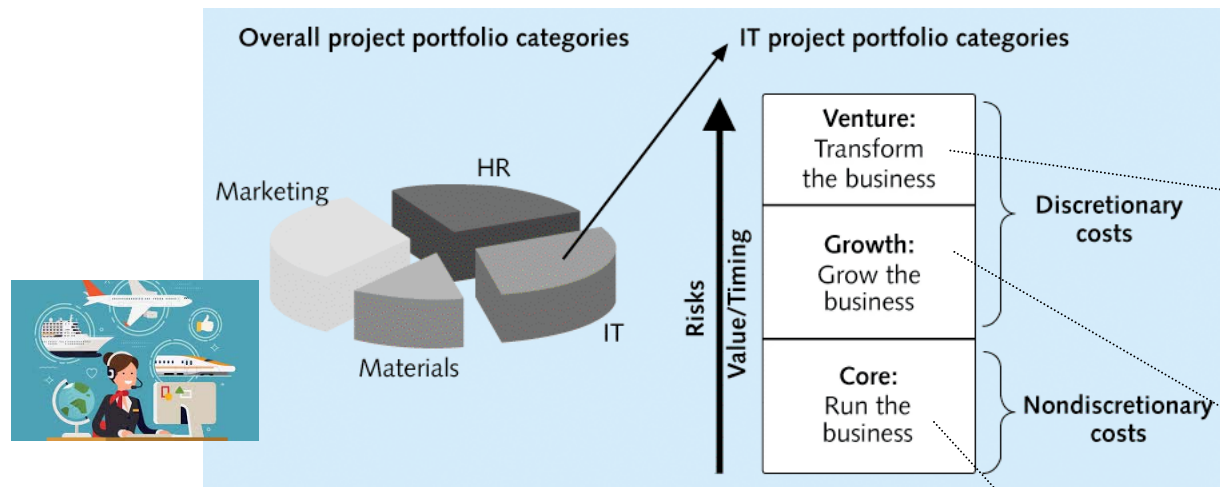 Overall project portfolio categories
IT project portfolio categories
Marketing
HR
Materials
IT
Risks
Value/Timing
Venture:
Transform
the business
Growth:
Grow the
business
Core:
Run the
business
Discretionary
costs
Nondiscretionary
costs